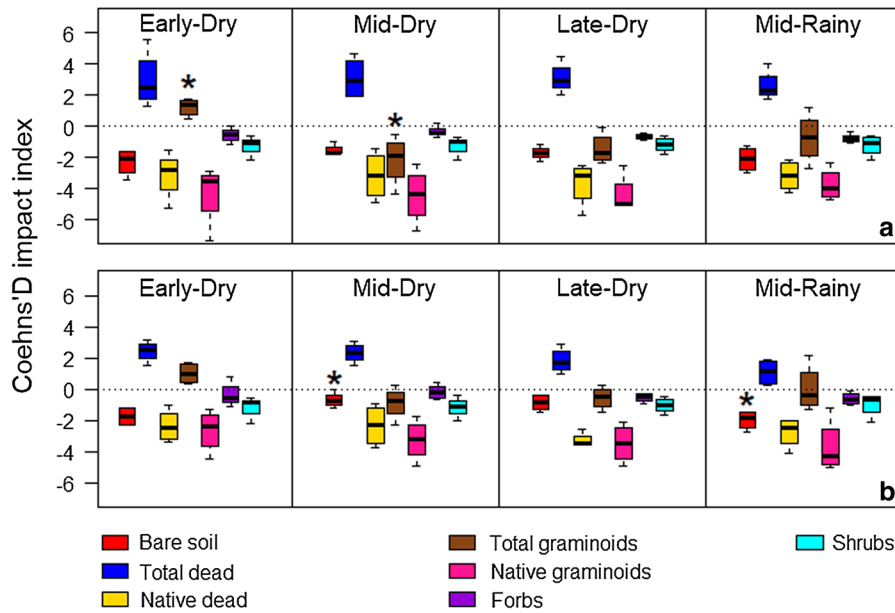 Coehns'D impact index
Early-Dry Mid-Dry Late-Dry Mid-Rainy
6
4
2
0
-2
-4
-6
* *
a
Early-Dry Mid-Dry Late-Dry Mid-Rainy
6
4
2
0
-2
-4
-6
* *
b
Bare soil Total graminoids Shrubs
Total dead Native graminoids
Native dead Forbs